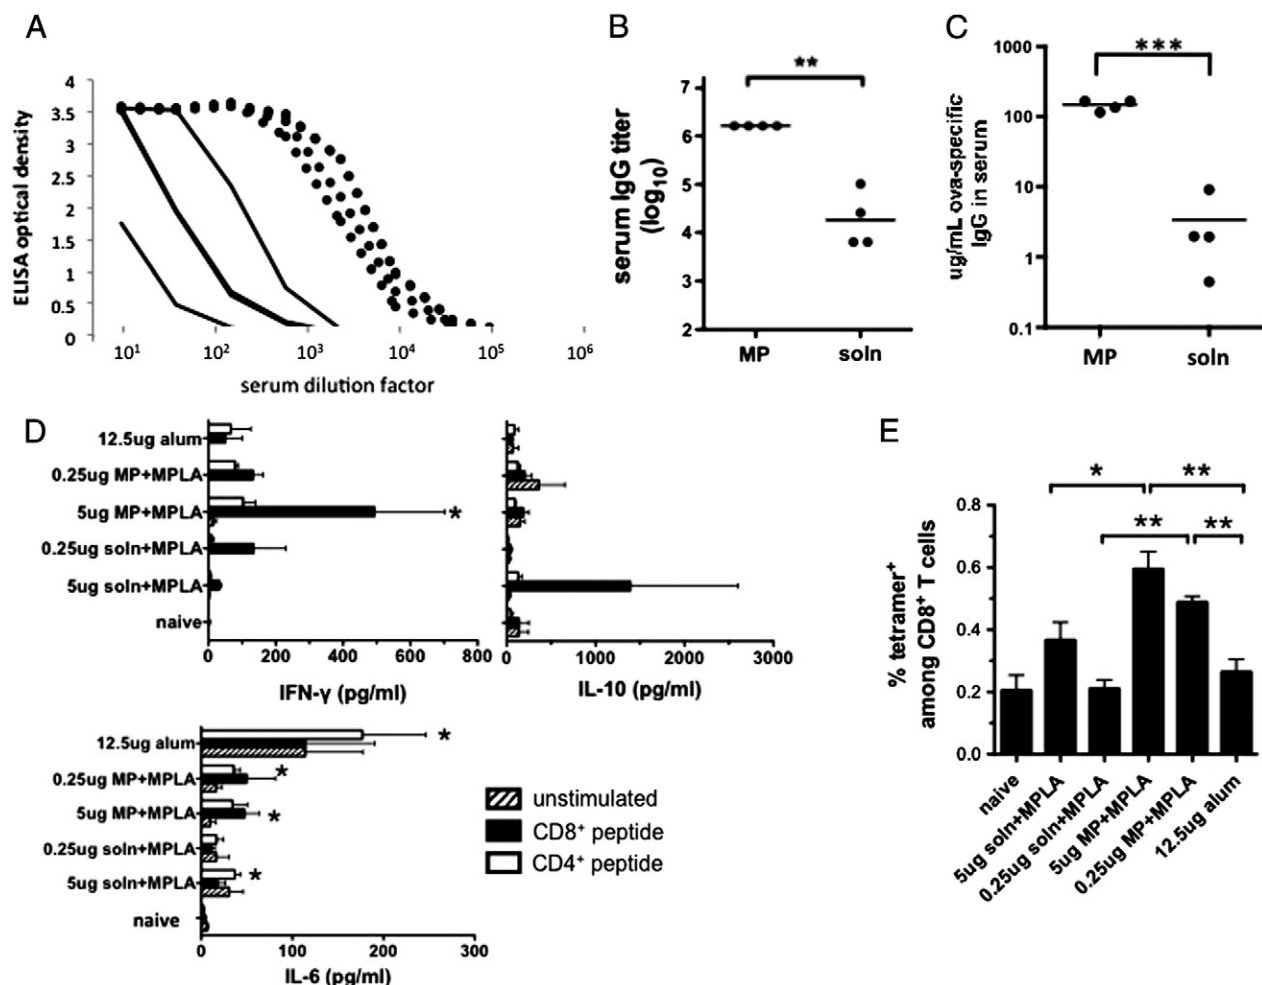 A
4
3.5
3
2.5
2
1.5
1
0.5
0
ELISA optical density
10¹ 10² 10³ 10⁴ 10⁵ 10⁶
serum dilution factor
B
**
7
6
5
4
3
2
serum IgG titer
(log₁₀)
MP soln
C
***
1000
100
10
1
0.1
ug/mL ova-specific
IgG in serum
MP soln
D
12.5ug alum
0.25ug MP+MPLA
5ug MP+MPLA
*
0.25ug soln+MPLA
5ug soln+MPLA
naive
0 200 400 600 800
IFN-γ (pg/ml)
0 1000 2000 3000
IL-10 (pg/ml)
12.5ug alum
*
0.25ug MP+MPLA
*
5ug MP+MPLA
*
0.25ug soln+MPLA
5ug soln+MPLA
*
naive
0 100 200 300
IL-6 (pg/ml)
unstimulated
CD8⁺ peptide
CD4⁺ peptide
E
* **
** **
0.8
0.6
0.4
0.2
0.0
% tetramer⁺
among CD8⁺ T cells
naive
5ug soln+MPLA
0.25ug soln+MPLA
5ug MP+MPLA
0.25ug MP+MPLA
12.5ug alum